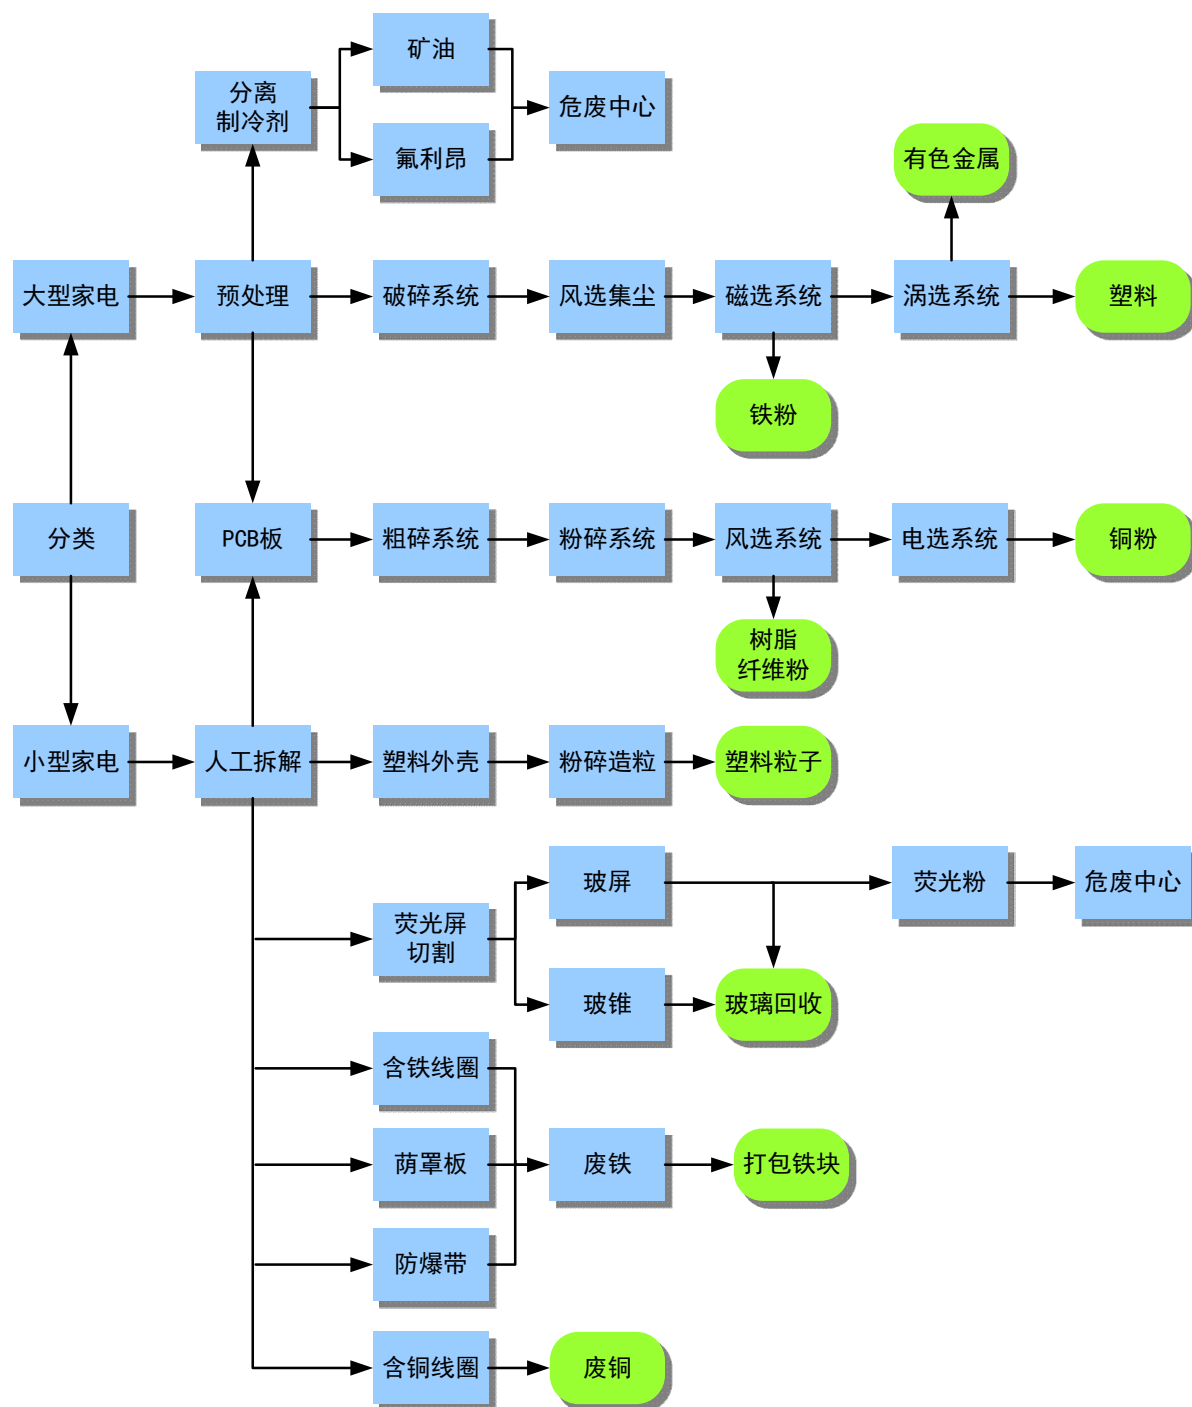 矿油
分离
制冷剂
危废中心
氟利昂
有色金属
大型家电
预处理
破碎系统
风选集尘
磁选系统
涡选系统
塑料
铁粉
分类
PCB板
粗碎系统
粉碎系统
风选系统
电选系统
铜粉
树脂
纤维粉
小型家电
人工拆解
塑料外壳
粉碎造粒
塑料粒子
玻屏
荧光粉
危废中心
荧光屏
切割
玻锥
玻璃回收
含铁线圈
荫罩板
废铁
打包铁块
防爆带
含铜线圈
废铜